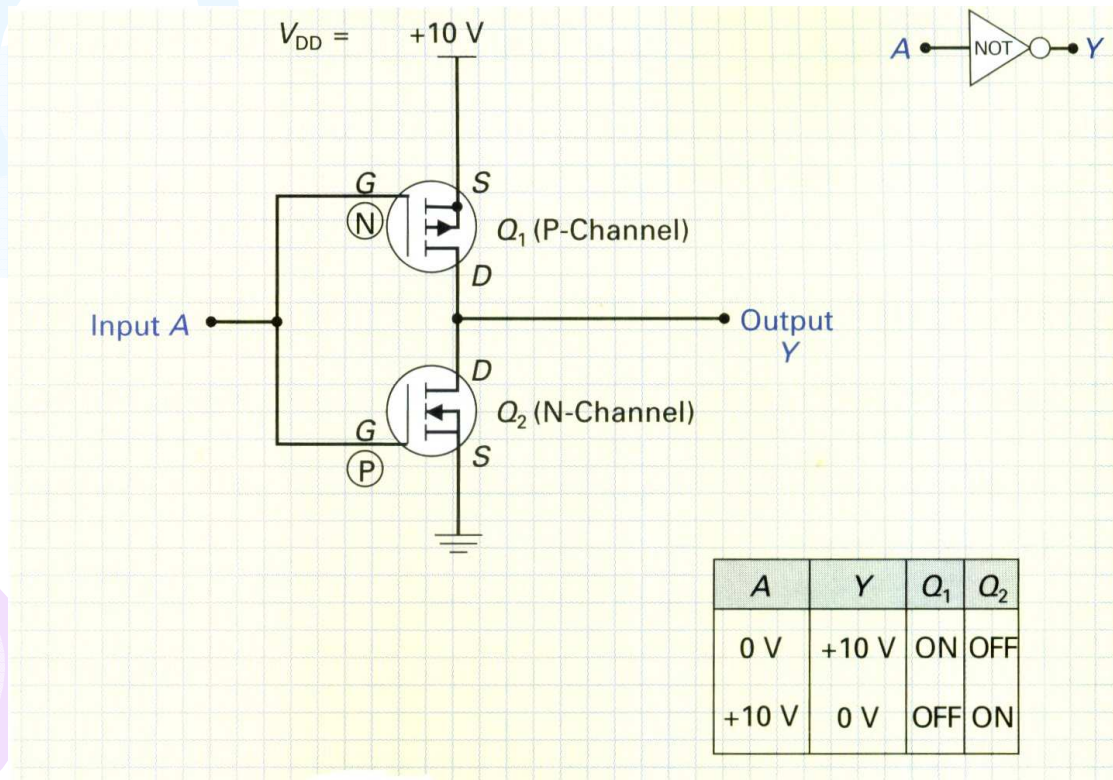 V_DD = +10 V
A NOT Y
G S
N
Q₁ (P-Channel)
D
Input A
Output
Y
D
Q₂ (N-Channel)
G
S
P
A Y Q₁ Q₂
0 V +10 V ON OFF
+10 V 0 V OFF ON